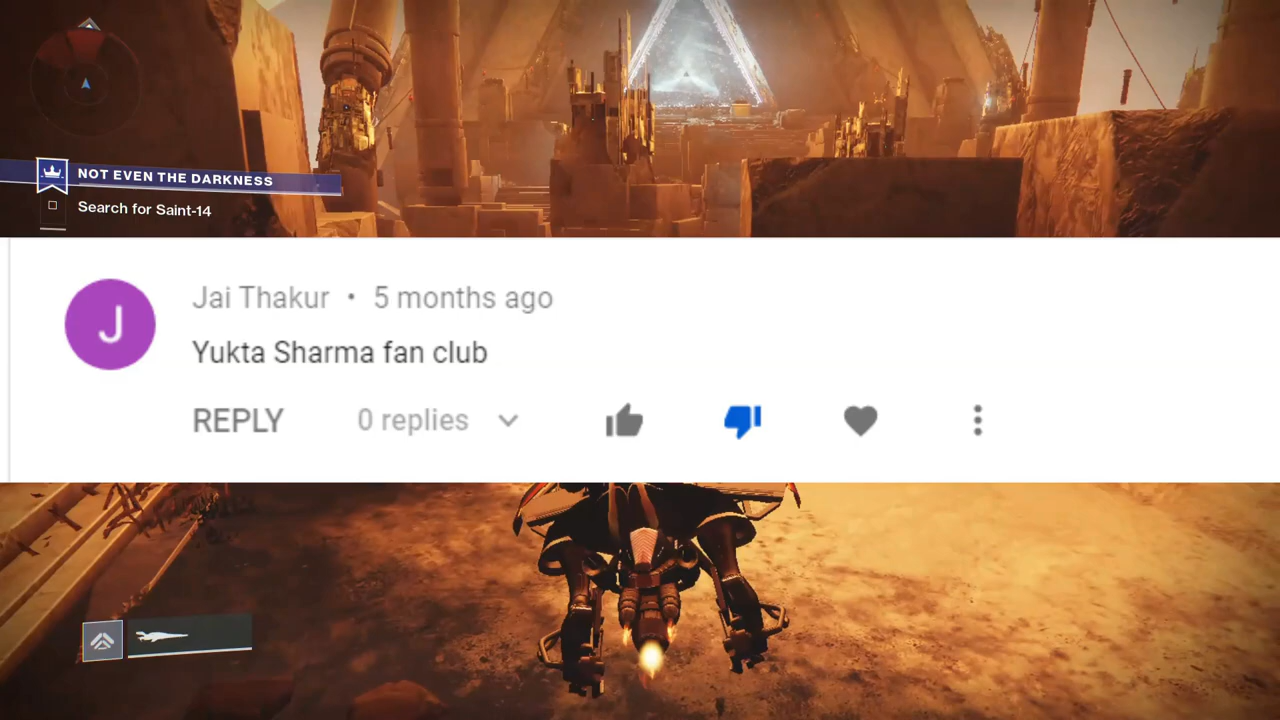 NOT EVEN THE DARKNESS
Search for Saint-14
J
Jai Thakur • 5 months ago
Yukta Sharma fan club
REPLY 0 replies